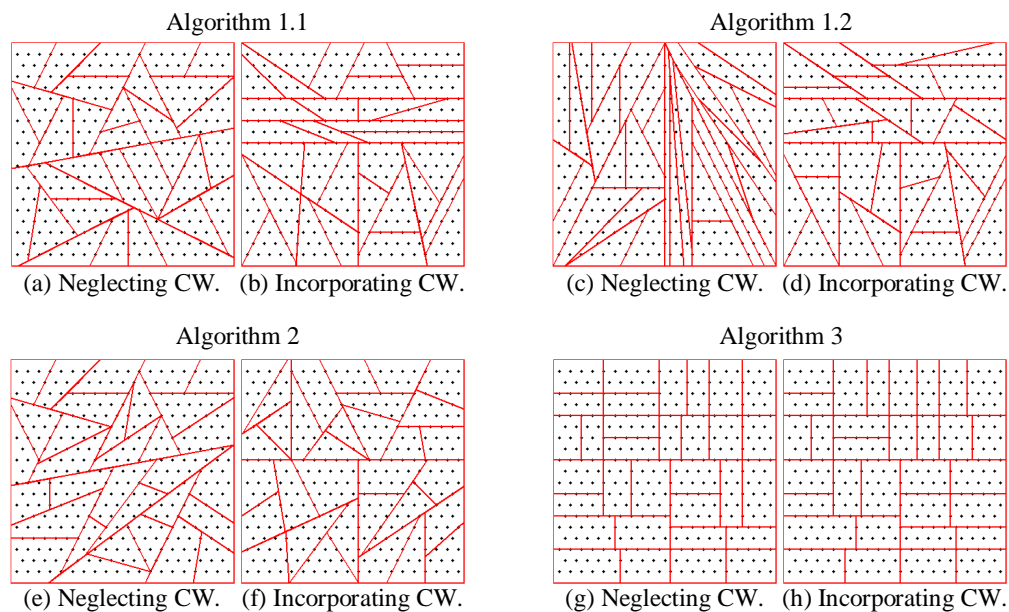 Algorithm 1.1
Algorithm 1.2
(a) Neglecting CW. (b) Incorporating CW.
(c) Neglecting CW. (d) Incorporating CW.
Algorithm 2
Algorithm 3
(e) Neglecting CW. (f) Incorporating CW.
(g) Neglecting CW. (h) Incorporating CW.